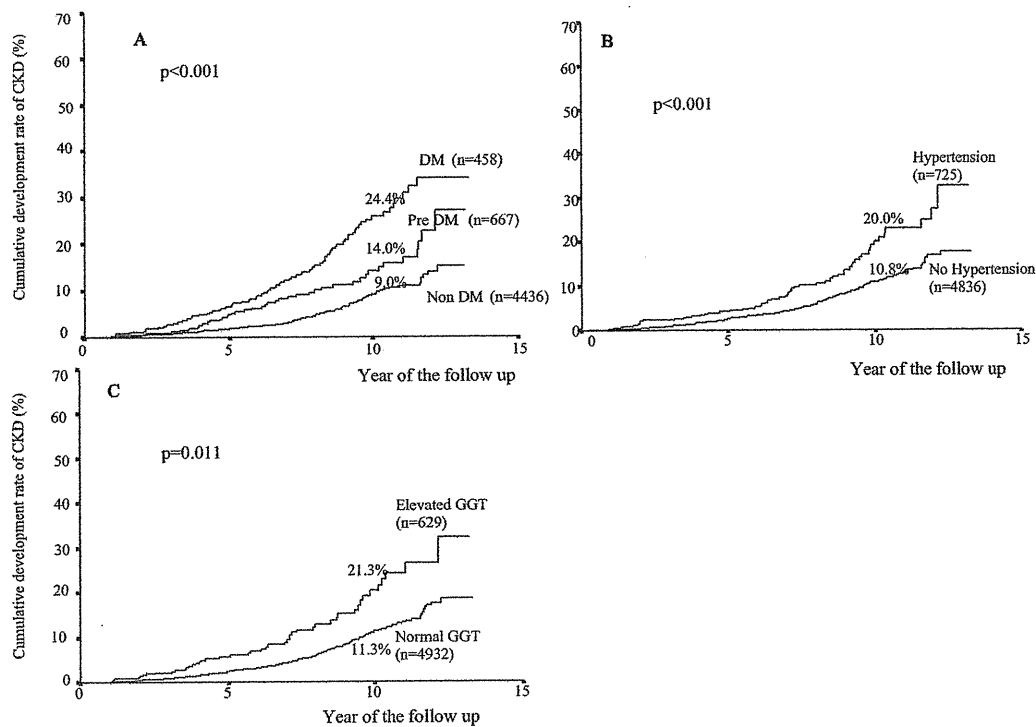 A
p<0.001
Cumulative development rate of CKD (%)
70
60
50
40
30
20
10
0
DM (n=458)
24.4%
Pre DM (n=667)
14.0%
9.0%
Non DM (n=4436)
0 5 10 15
Year of the follow up
B
p<0.001
70
60
50
40
30
20
10
0
Hypertension
(n=725)
20.0%
10.8%
No Hypertension
(n=4836)
0 5 10 15
Year of the follow up
C
p=0.011
Cumulative development rate of CKD (%)
70
60
50
40
30
20
10
0
Elevated GGT
(n=629)
21.3%
11.3%
Normal GGT
(n=4932)
0 5 10 15
Year of the follow up